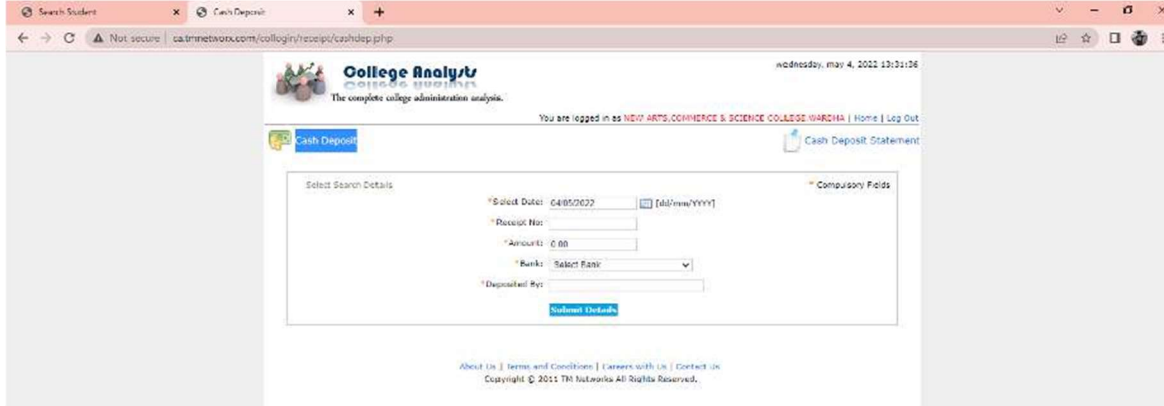 Search Student
Cash Deposit
Not secure | ca.tmnetworx.com/collogin/receipt/cashdep.php
College Analysts
wednesday, may 4, 2022 13:31:36
The complete college administration analysis.
You are logged in as NEW ARTS,COMMERCE & SCIENCE COLLEGE WARDHA | Home | Log Out
Cash Deposit
Cash Deposit Statement
Select Search Details
* Compulsory Fields
*Select Date: 04/05/2022 [dd/mm/YYYY]
*Receipt No:
*Amount: 0.00
*Bank: Select Bank
*Deposited By:
Submit Details
About Us | Terms and Conditions | Careers with Us | Contact Us
Copyright © 2011 TM Networks All Rights Reserved.